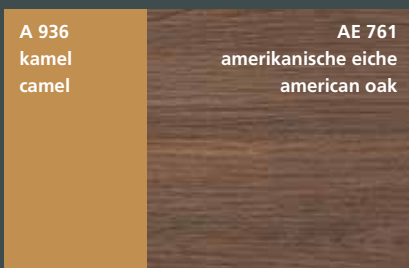 A 936
kamel
camel
AE 761
amerikanische eiche
american oak